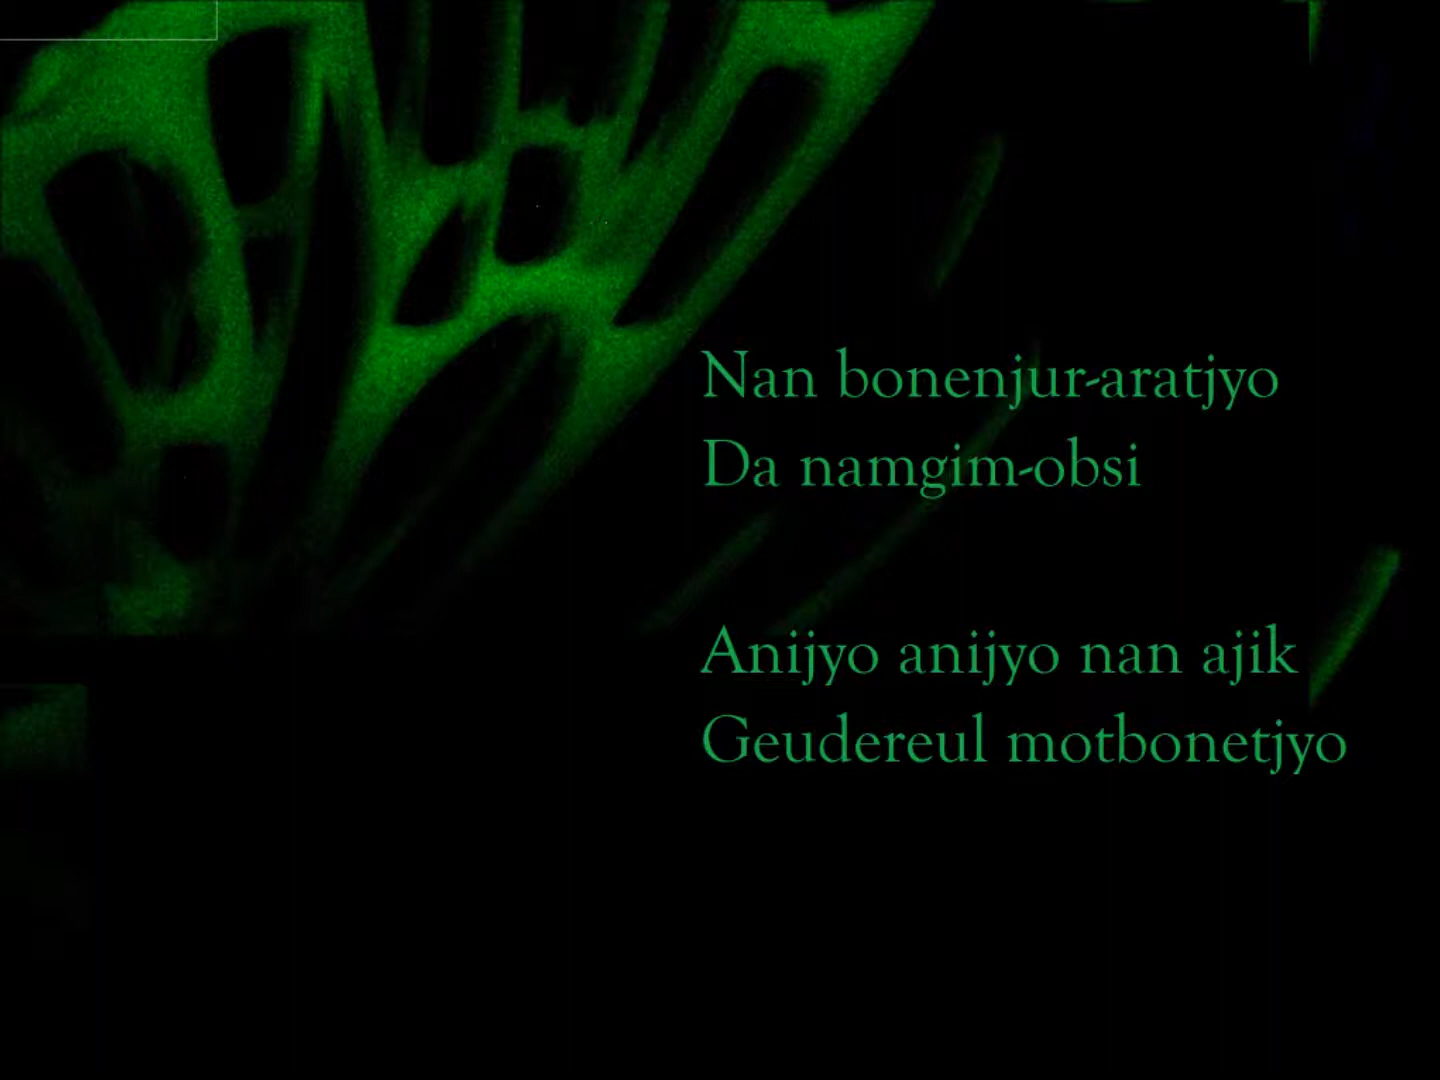 Nan bonenjur-aratjyo
Da namgim-obsi
Anijyo anijyo nan ajik
Geudereul motbonetjyo